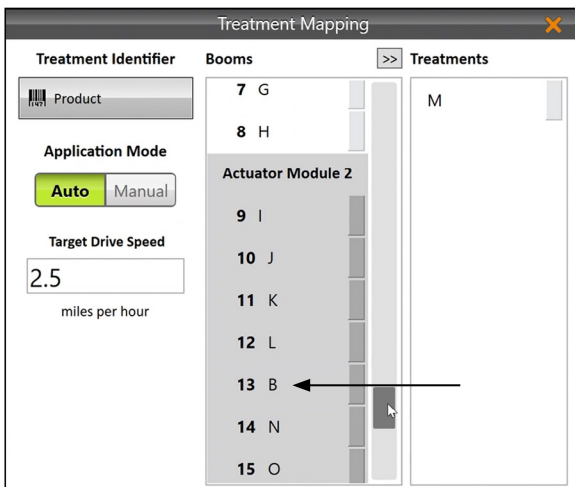 Treatment Mapping
Treatment Identifier
Product
Application Mode
Auto Manual
Target Drive Speed
2.5
miles per hour
Booms
>>
7 G
8 H
Actuator Module 2
9 I
10 J
11 K
12 L
13 B
14 N
15 O
Treatments
M